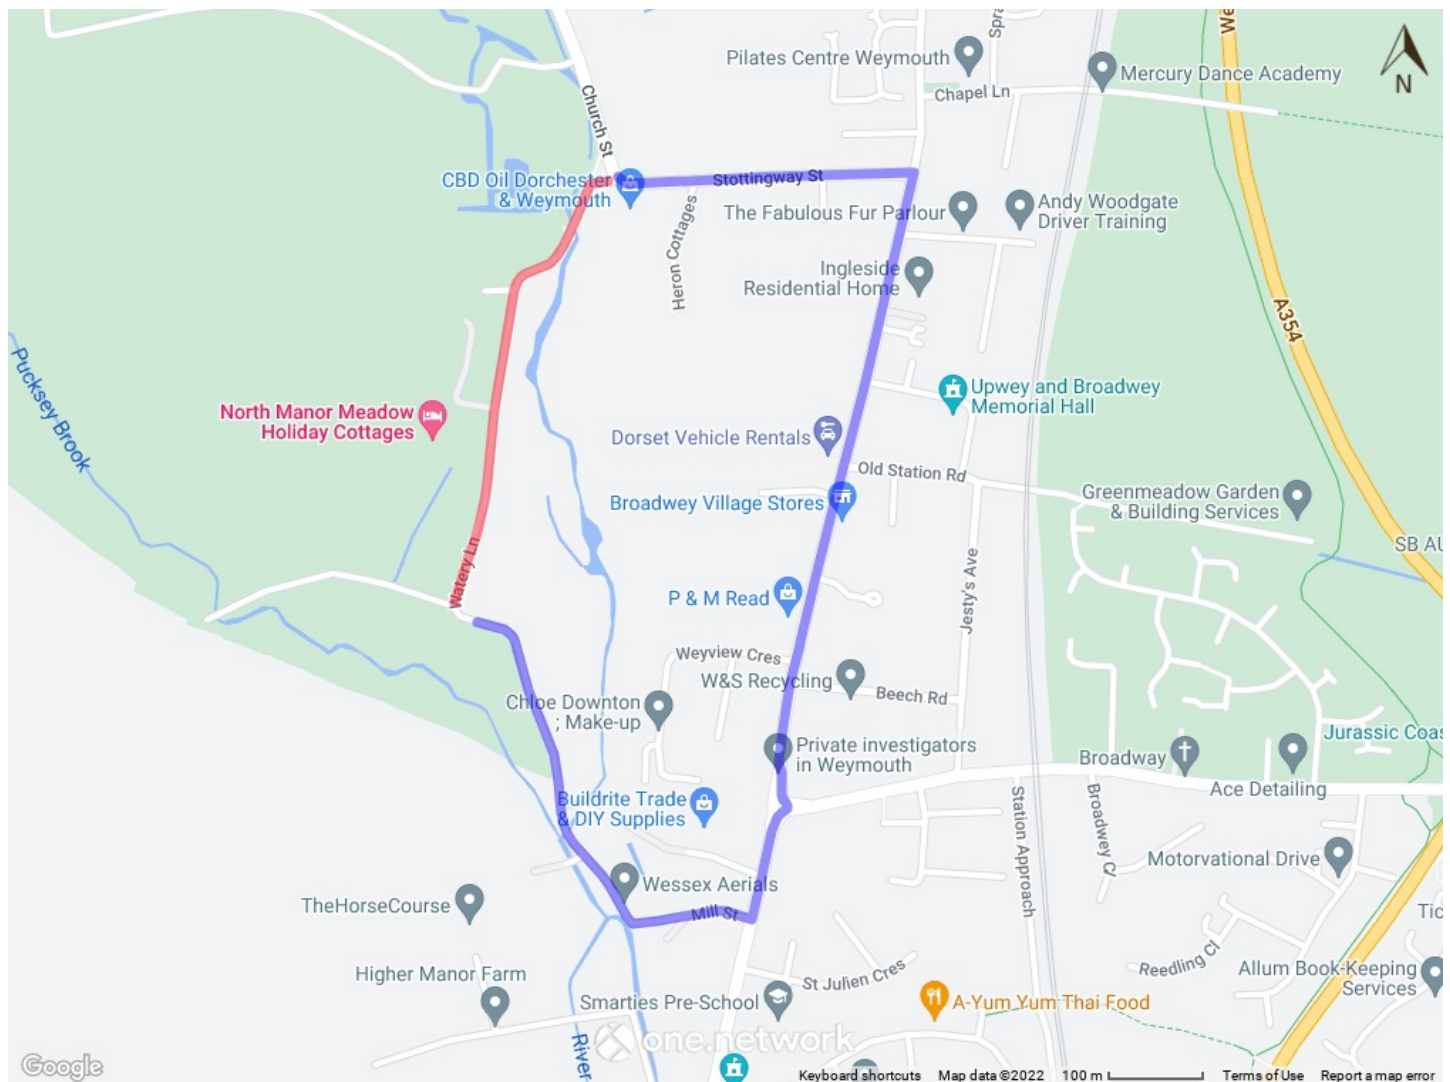 We
Spra
Pilates Centre Weymouth
Mercury Dance Academy
N
Chapel Ln
Church St
CBD Oil Dorchester
& Weymouth
Stottingway St
The Fabulous Fur Parlour
Andy Woodgate
Driver Training
Heron Cottages
Ingleside
Residential Home
A354
Pucksey Brook
North Manor Meadow
Holiday Cottages
Upwey and Broadwey
Memorial Hall
Dorset Vehicle Rentals
Old Station Rd
Broadwey Village Stores
Greenmeadow Garden
& Building Services
SB AU
Watery Ln
P & M Read
Jesty's Ave
Weyview Cres
W&S Recycling
Beech Rd
Chloe Downton
; Make-up
Private investigators
in Weymouth
Jurassic Coas
Broadway
Ace Detailing
Buildrite Trade
& DIY Supplies
Station Approach
Broadwey Cl
Motorvational Drive
Wessex Aerials
TheHorseCourse
Mill St
Tic
Higher Manor Farm
St Julien Cres
Reedling Cl
Allum Book-Keeping
Services
Smarties Pre-School
A-Yum Yum Thai Food
River
one.network
Google
Keyboard shortcuts
Map data ©2022
100 m
Terms of Use
Report a map error